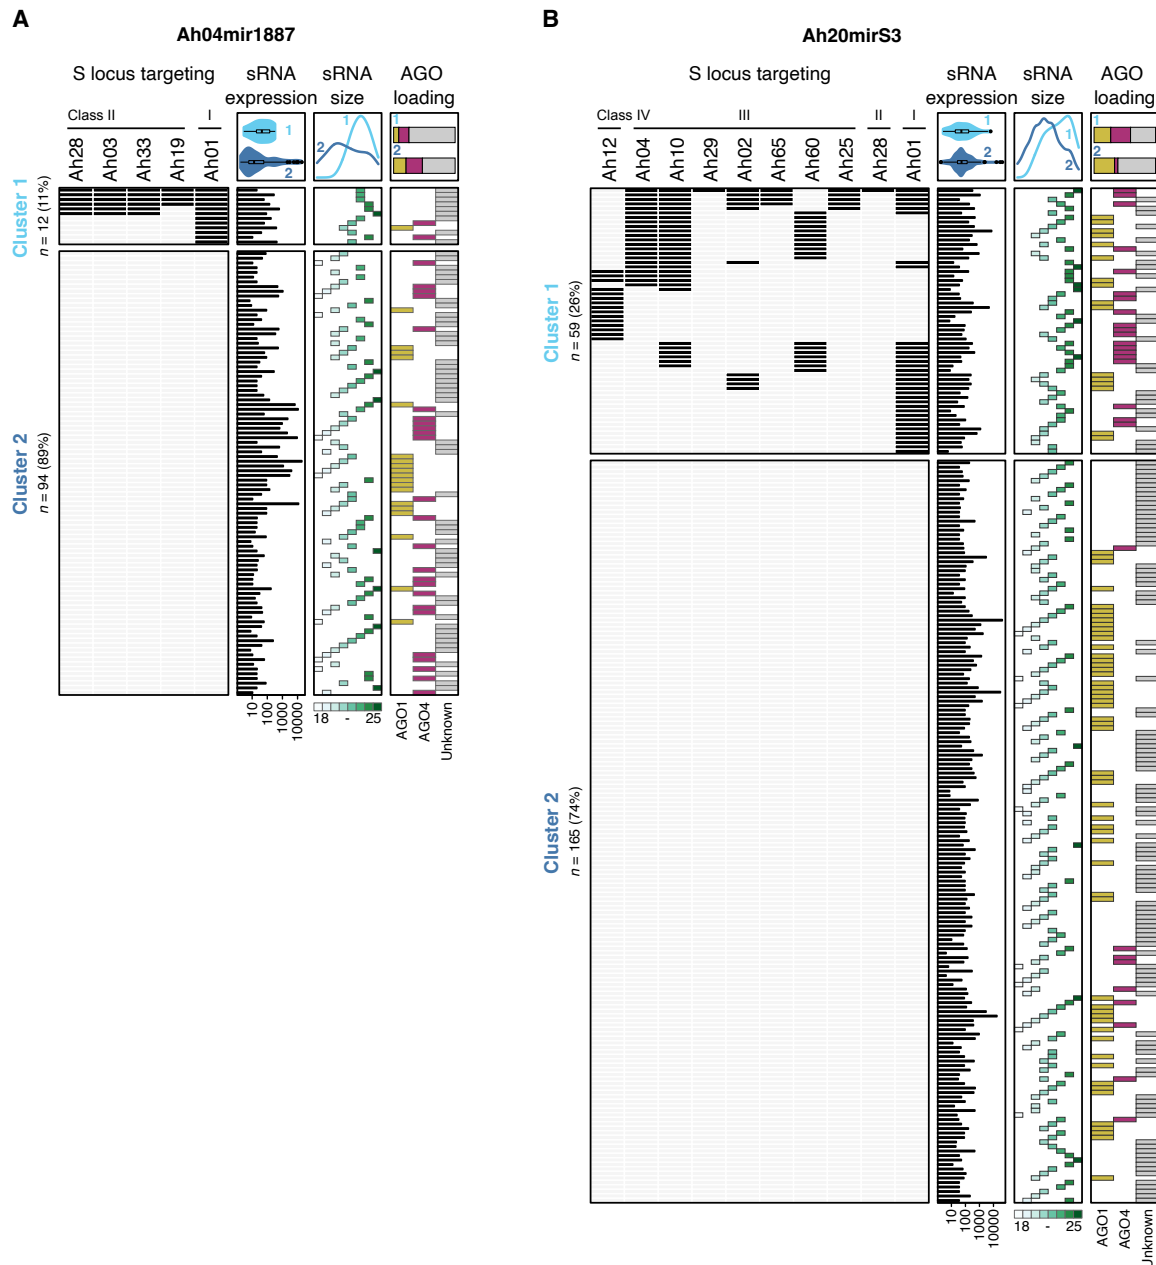 A
Ah04mir1887
S locus targeting
sRNA
expression
sRNA
size
AGO
loading
Class II
I
Ah28
Ah03
Ah33
Ah19
Ah01
1
2
1
2
1
2
Cluster 1
n = 12 (11%)
Cluster 2
n = 94 (89%)
10
100
1000
10000
18 - 25
AGO1
AGO4
Unknown
B
Ah20mirS3
S locus targeting
sRNA
expression
sRNA
size
AGO
loading
Class IV
III
II
I
Ah12
Ah04
Ah10
Ah29
Ah02
Ah65
Ah60
Ah25
Ah28
Ah01
1
2
1
2
1
2
Cluster 1
n = 59 (26%)
Cluster 2
n = 165 (74%)
10
100
1000
10000
18 - 25
AGO1
AGO4
Unknown